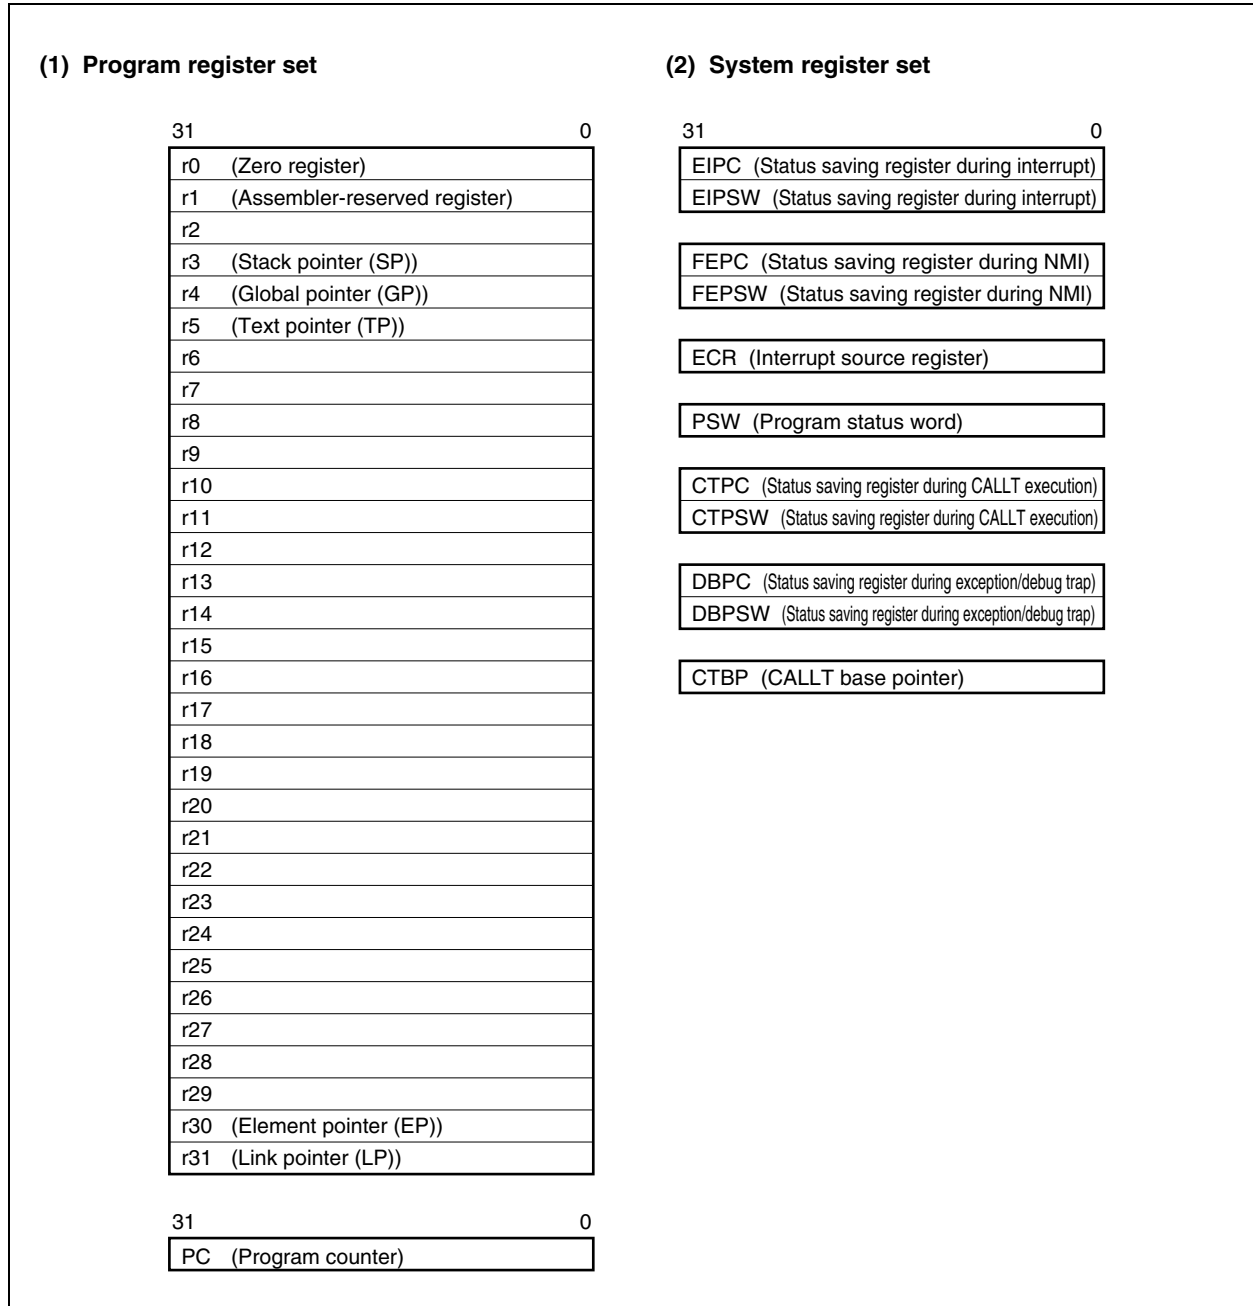 (1) Program register set
31 0
r0 (Zero register)
r1 (Assembler-reserved register)
r2
r3 (Stack pointer (SP))
r4 (Global pointer (GP))
r5 (Text pointer (TP))
r6
r7
r8
r9
r10
r11
r12
r13
r14
r15
r16
r17
r18
r19
r20
r21
r22
r23
r24
r25
r26
r27
r28
r29
r30 (Element pointer (EP))
r31 (Link pointer (LP))
31 0
PC (Program counter)
(2) System register set
31 0
EIPC (Status saving register during interrupt)
EIPSW (Status saving register during interrupt)
FEPC (Status saving register during NMI)
FEPSW (Status saving register during NMI)
ECR (Interrupt source register)
PSW (Program status word)
CTPC (Status saving register during CALLT execution)
CTPSW (Status saving register during CALLT execution)
DBPC (Status saving register during exception/debug trap)
DBPSW (Status saving register during exception/debug trap)
CTBP (CALLT base pointer)